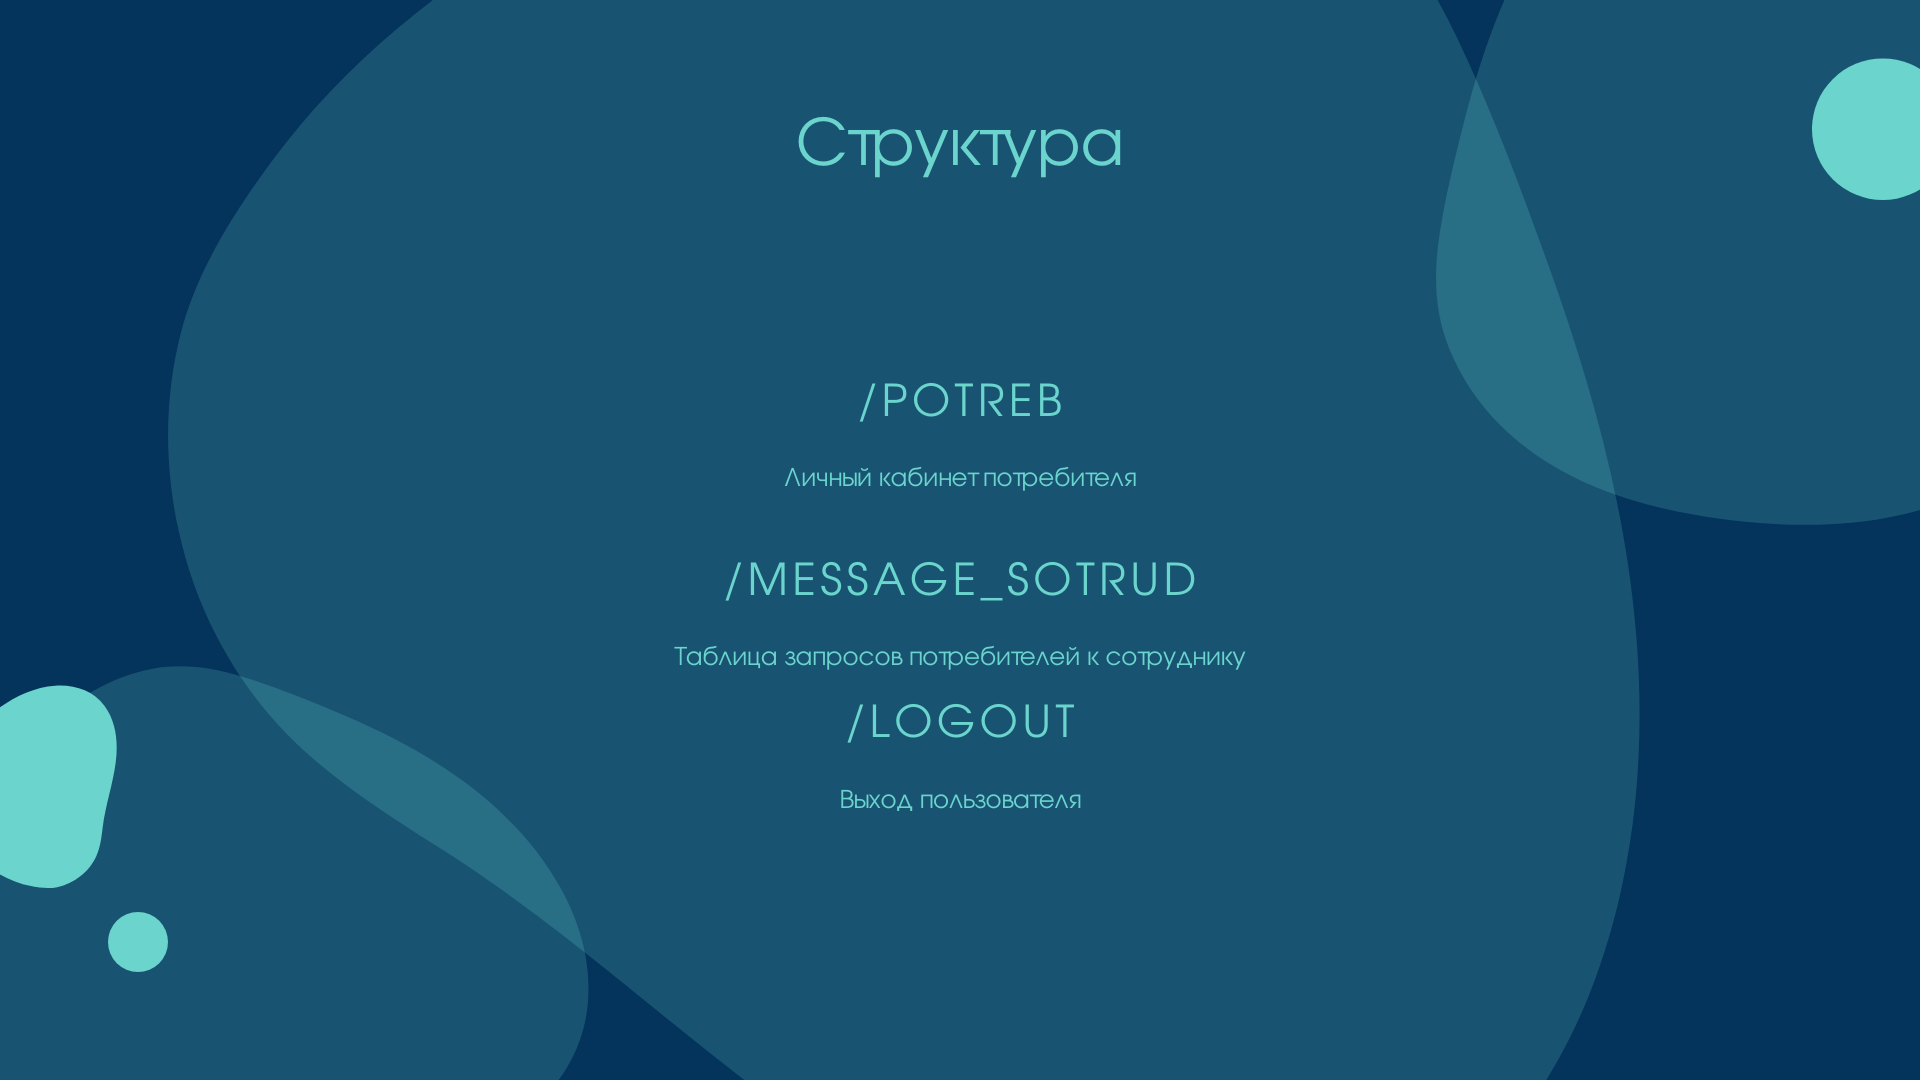 Структура
/POTREB
Личный кабинет потребителя
/MESSAGE_SOTRUD
Таблица запросов потребителей к сотруднику
/LOGOUT
Выход пользователя